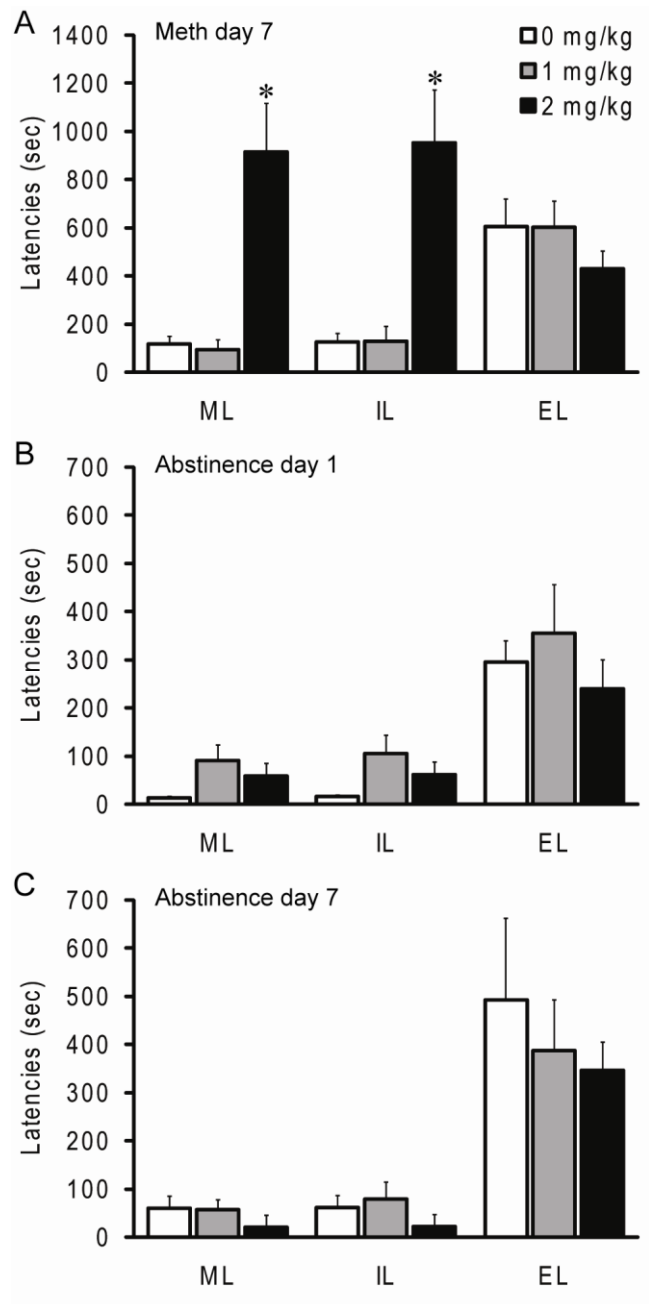 A
Meth day 7
0 mg/kg
1 mg/kg
2 mg/kg
Latencies (sec)
1400
1200
1000
800
600
400
200
0
*
*
ML IL EL
B
Abstinence day 1
Latencies (sec)
700
600
500
400
300
200
100
0
ML IL EL
C
Abstinence day 7
Latencies (sec)
700
600
500
400
300
200
100
0
ML IL EL